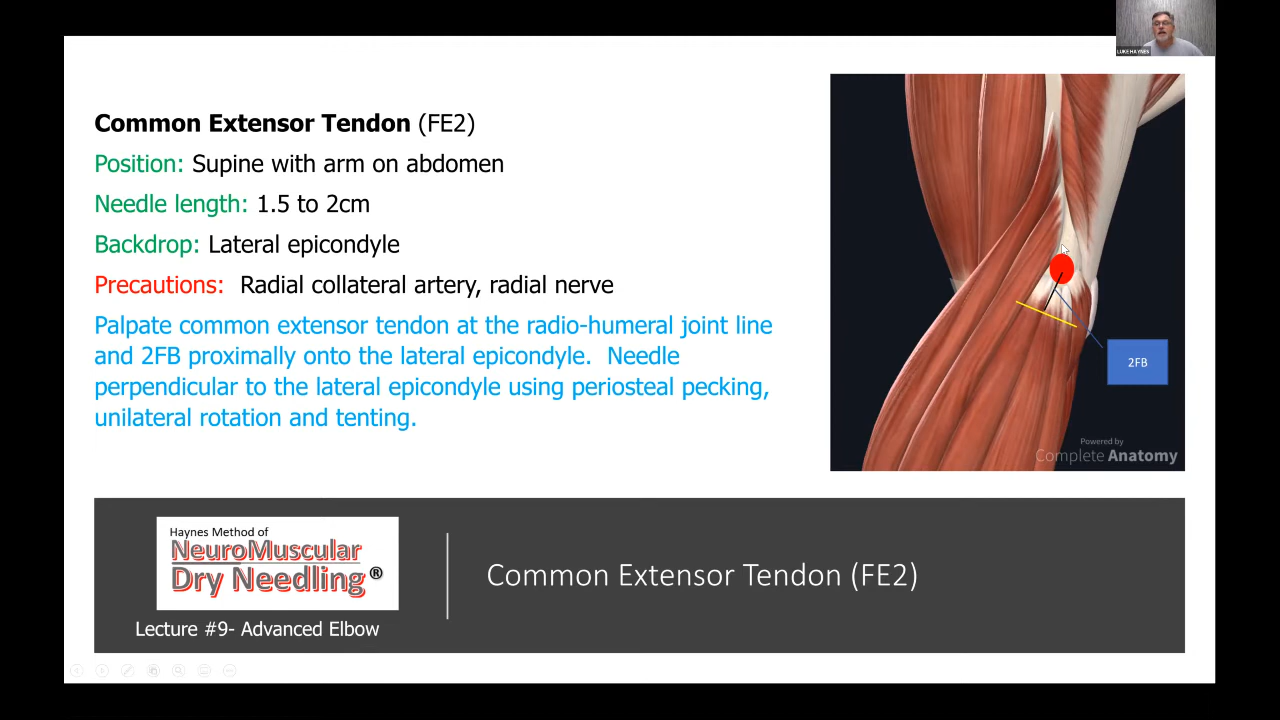 LUKE HAYNES
Common Extensor Tendon (FE2)
Position: Supine with arm on abdomen
Needle length: 1.5 to 2cm
Backdrop: Lateral epicondyle
Precautions: Radial collateral artery, radial nerve
Palpate common extensor tendon at the radio-humeral joint line
and 2FB proximally onto the lateral epicondyle. Needle
perpendicular to the lateral epicondyle using periosteal pecking,
unilateral rotation and tenting.
2FB
Powered by
Complete Anatomy
Haynes Method of
NeuroMuscular
Dry Needling®
Lecture #9- Advanced Elbow
Common Extensor Tendon (FE2)